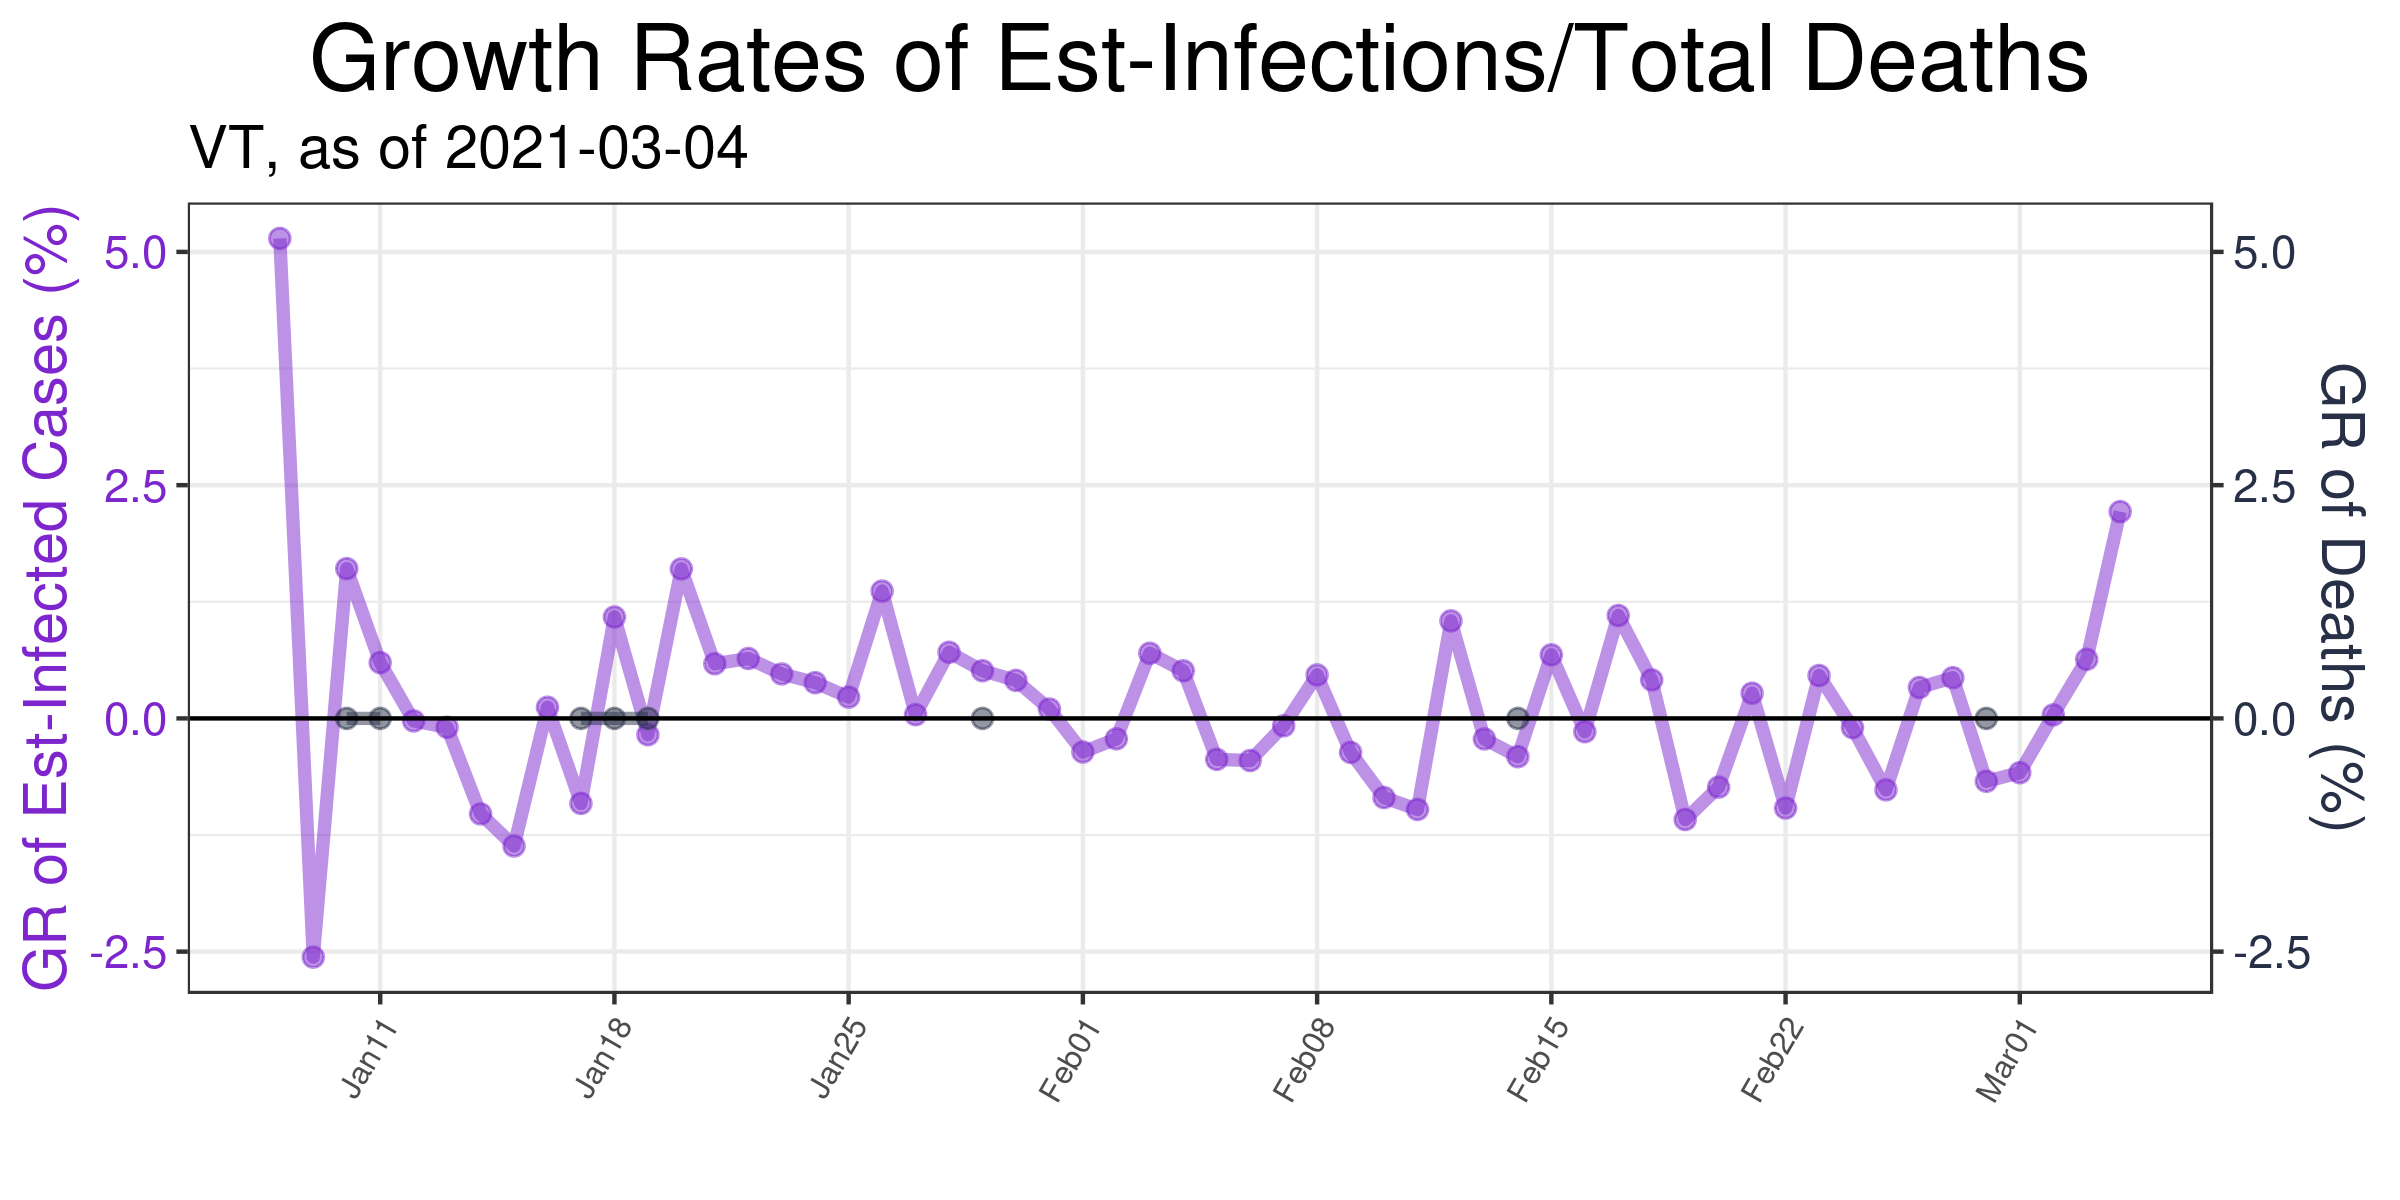 Growth Rates of Est-Infections/Total Deaths
VT, as of 2021-03-04
GR of Est-Infected Cases (%)
5.0
2.5
0.0
-2.5
5.0
2.5
0.0
-2.5
GR of Deaths (%)
Jan11
Jan18
Jan25
Feb01
Feb08
Feb15
Feb22
Mar01